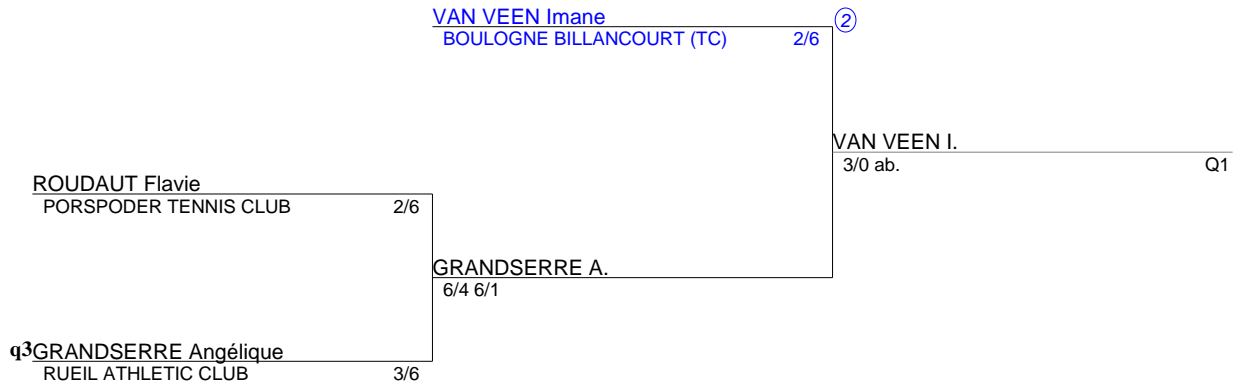 VAN VEEN Imane 2
BOULOGNE BILLANCOURT (TC) 2/6
VAN VEEN I.
3/0 ab. Q1
ROUDAUT Flavie
PORSPODER TENNIS CLUB 2/6
GRANDSERRE A.
6/4 6/1
q3GRANDSERRE Angélique
RUEIL ATHLETIC CLUB 3/6